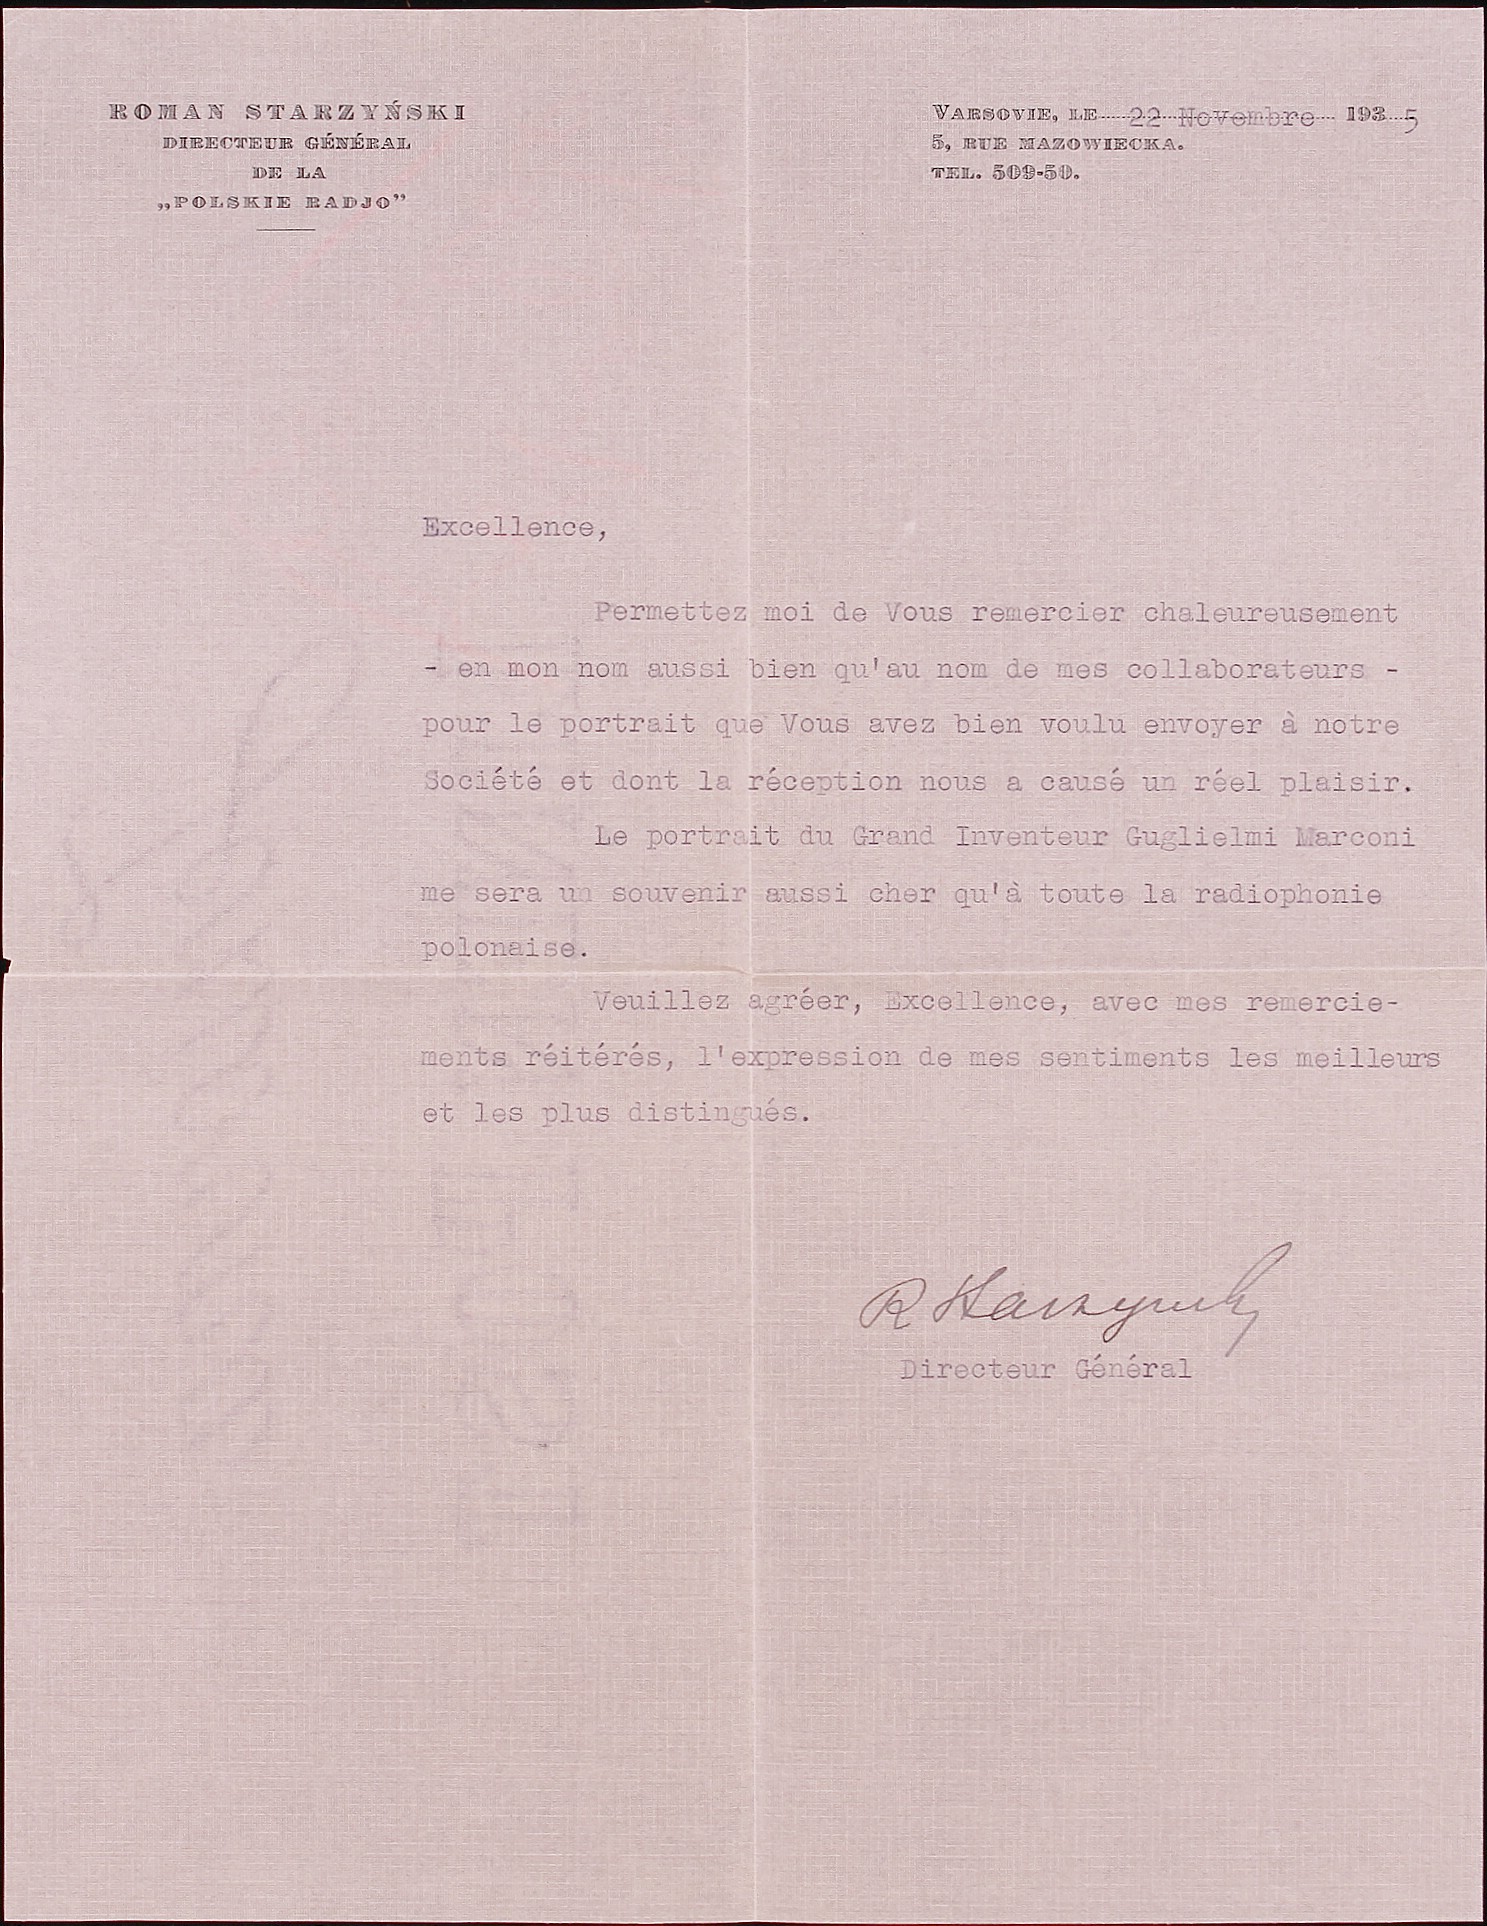 ROMAN STARZYŃSKI
DIRECTEUR GÉNÉRAL
DE LA
„POLSKIE RADJO”
VARSOVIE, LE 22 Novembre 1935
5, RUE MAZOWIECKA.
TEL. 509-50.
Excellence,
Permettez moi de Vous remercier chaleureusement
- en mon nom aussi bien qu'au nom de mes collaborateurs -
pour le portrait que Vous avez bien voulu envoyer à notre
Société et dont la réception nous a causé un réel plaisir.
Le portrait du Grand Inventeur Guglielmi Marconi
me sera un souvenir aussi cher qu'à toute la radiophonie
polonaise.
Veuillez agréer, Excellence, avec mes remercie-
ments réitérés, l'expression de mes sentiments les meilleurs
et les plus distingués.
R Starzyński
Directeur Général